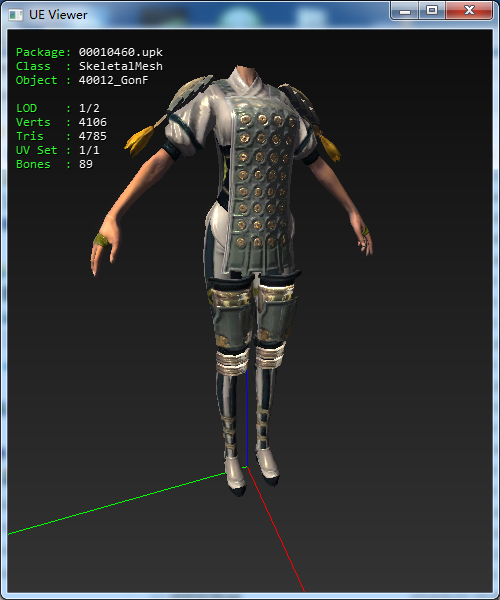 UE Viewer
Package: 00010460.upk
Class : SkeletalMesh
Object : 40012_GonF
LOD : 1/2
Verts : 4106
Tris : 4785
UV Set : 1/1
Bones : 89